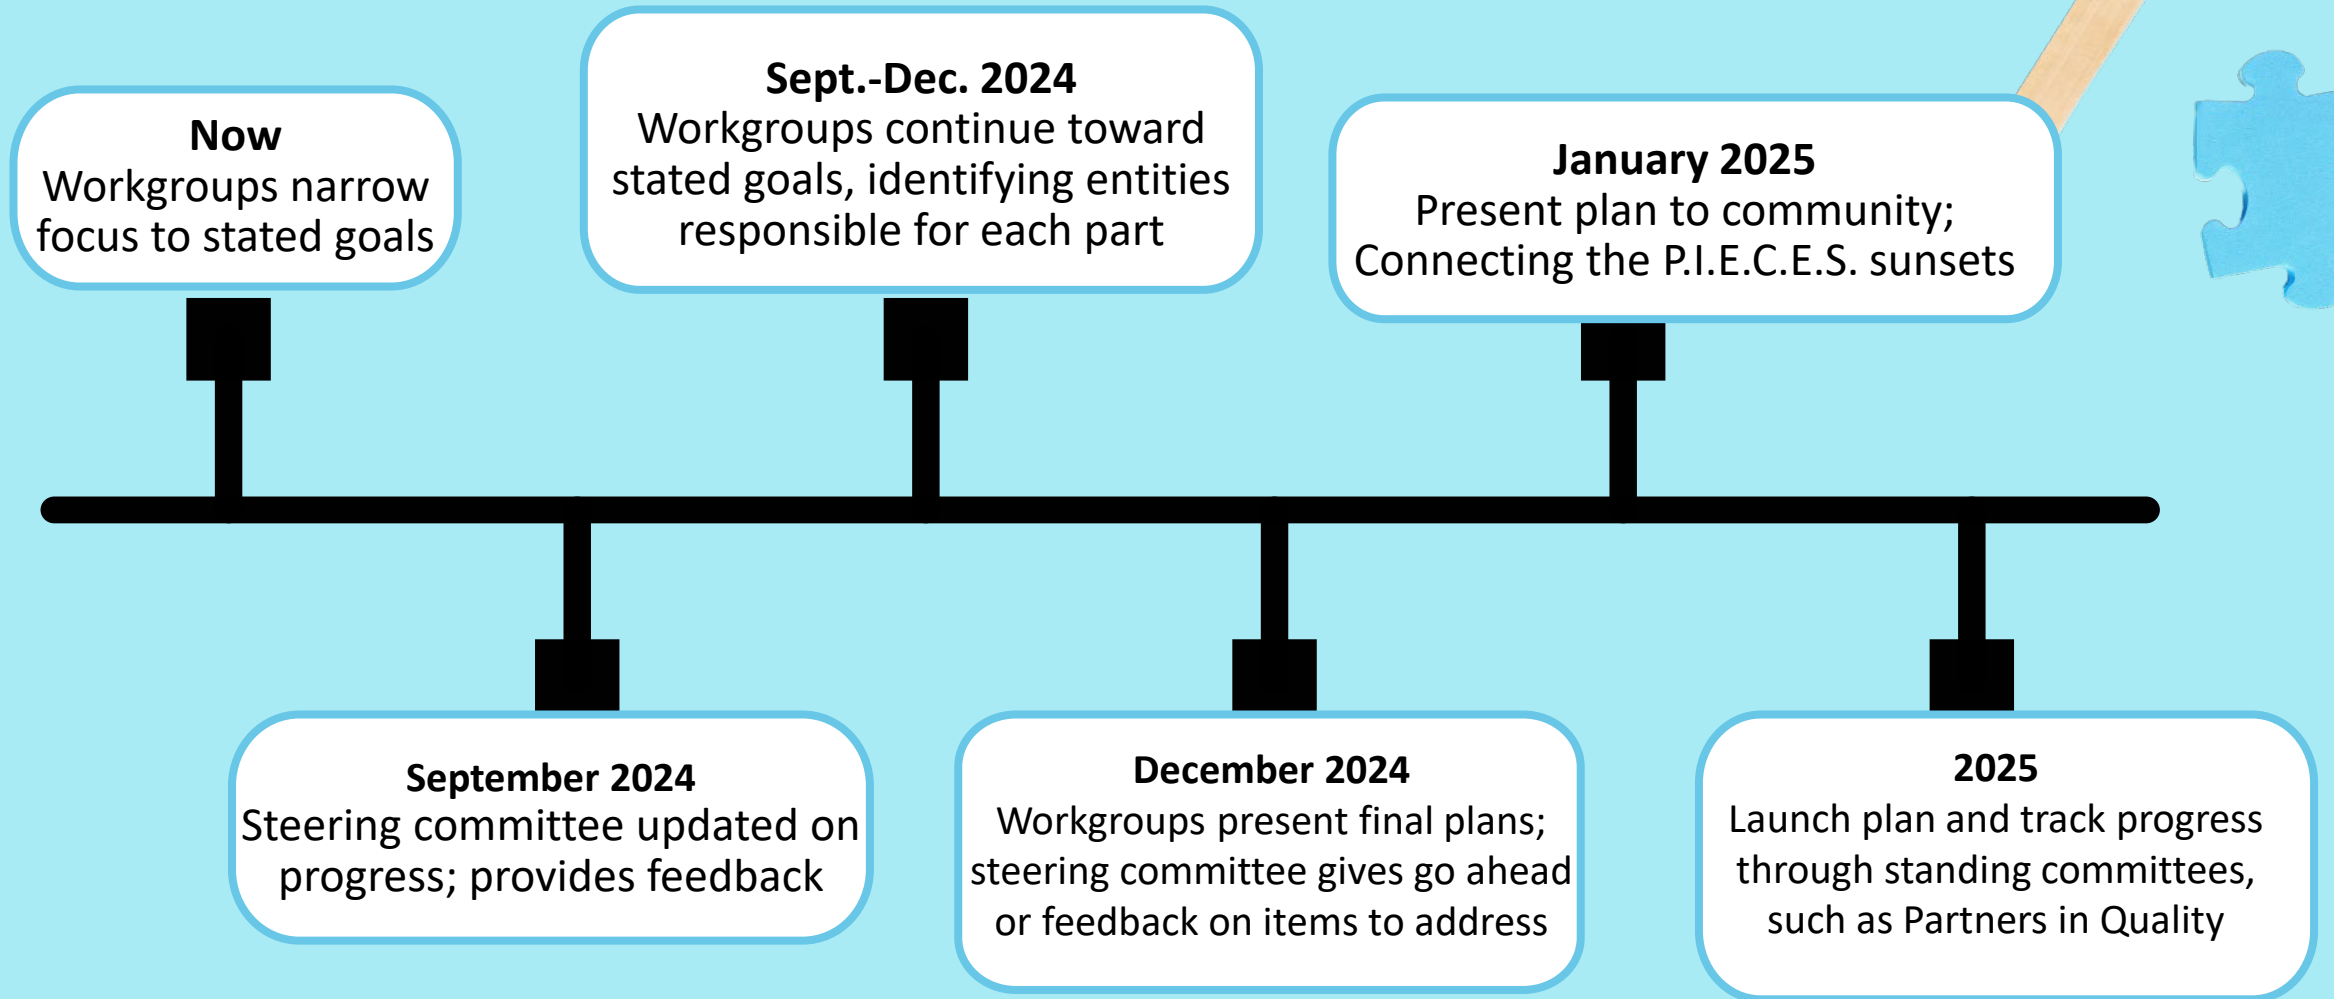 Now
Workgroups narrow
focus to stated goals
September 2024
Steering committee updated on
progress; provides feedback
Sept.-Dec. 2024
Workgroups continue toward
stated goals, identifying entities
responsible for each part
December 2024
Workgroups present final plans;
steering committee gives go ahead
or feedback on items to address
January 2025
Present plan to community;
Connecting the P.I.E.C.E.S. sunsets
2025
Launch plan and track progress
through standing committees,
such as Partners in Quality